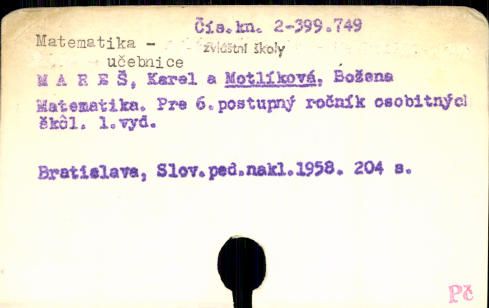 Čís.kn. 2-399.749
Matematika - zvláštní školy
učebnice
M A R E Š, Karel a Motlíková, Božena
Matematika. Pre 6.postupný ročník osobitných
škôl. 1.vyd.
Bratislava, Slov.ped.nakl.1958. 204 s.
Pč